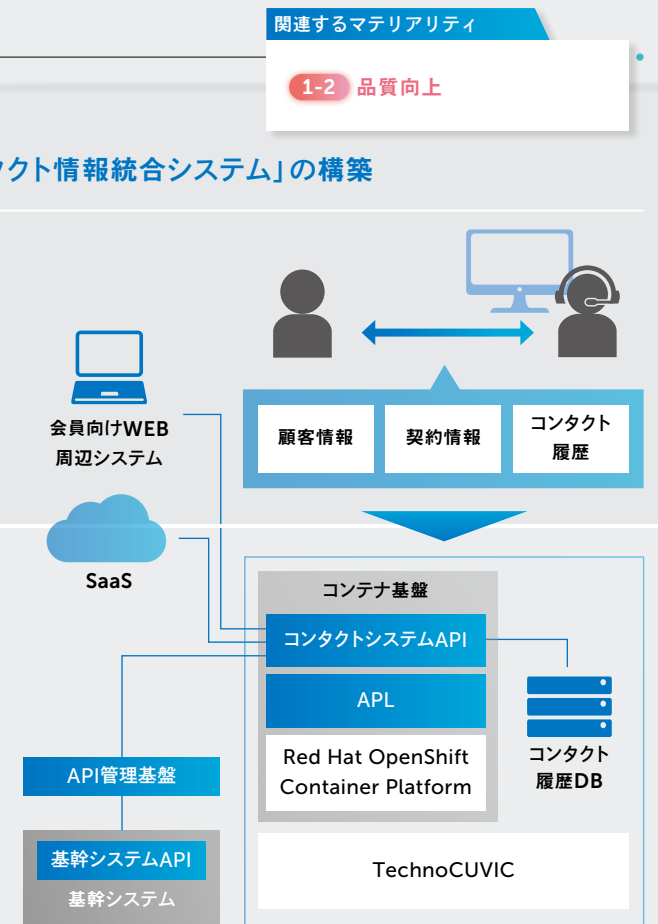 関連するマテリアリティ
1-2 品質向上
クト情報統合システム」の構築
会員向けWEB
周辺システム
顧客情報
契約情報
コンタクト
履歴
SaaS
コンテナ基盤
コンタクトシステムAPI
APL
Red Hat OpenShift
Container Platform
コンタクト
履歴DB
API管理基盤
基幹システムAPI
基幹システム
TechnoCUVIC